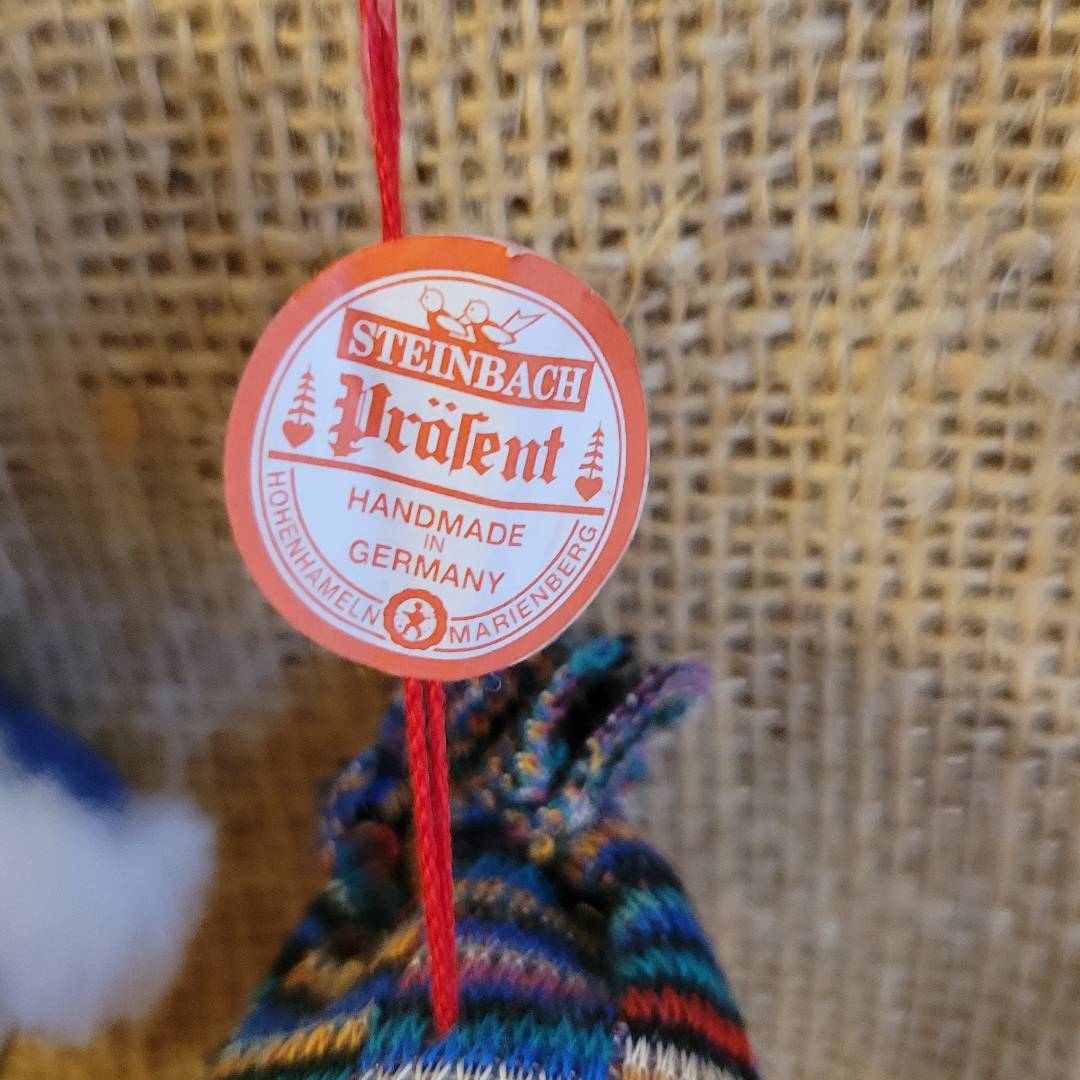 STEINBACH
Präſent
HANDMADE
IN
GERMANY
HOHENHAMELN
MARIENBERG